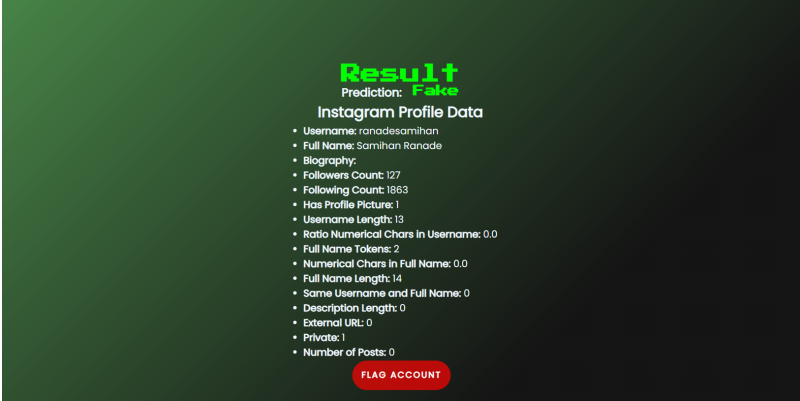 Result
Prediction: Fake
Instagram Profile Data
• Username: ranadesamihan
• Full Name: Samihan Ranade
• Biography:
• Followers Count: 127
• Following Count: 1863
• Has Profile Picture: 1
• Username Length: 13
• Ratio Numerical Chars in Username: 0.0
• Full Name Tokens: 2
• Numerical Chars in Full Name: 0.0
• Full Name Length: 14
• Same Username and Full Name: 0
• Description Length: 0
• External URL: 0
• Private: 1
• Number of Posts: 0
FLAG ACCOUNT